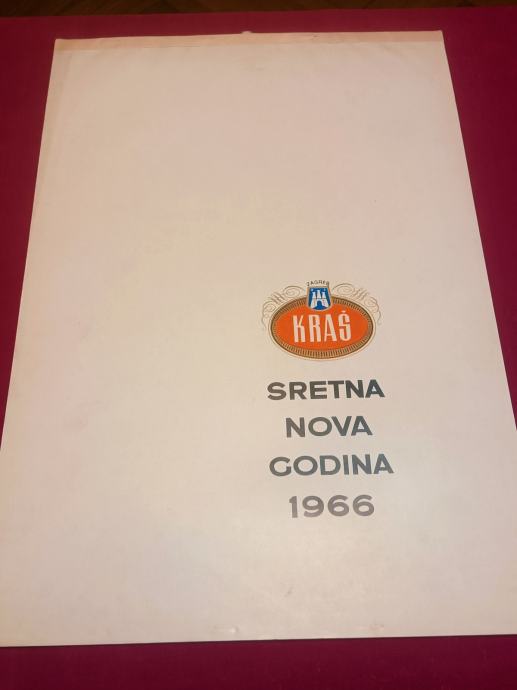 ZAGREB
KRAŠ
SRETNA
NOVA
GODINA
1966